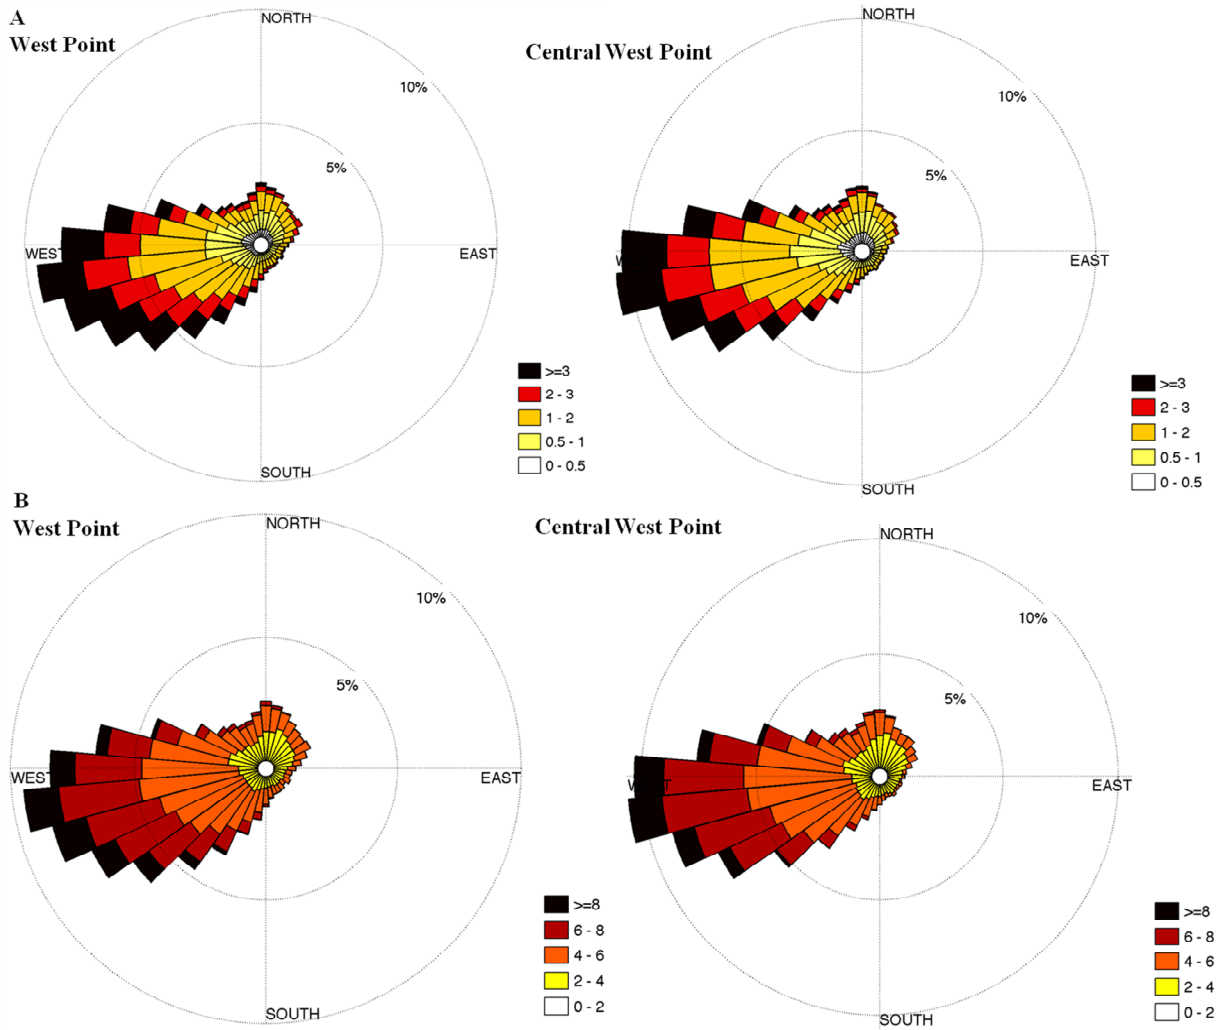 A
West Point
NORTH
10%
5%
WEST
EAST
SOUTH
>=3
2 - 3
1 - 2
0.5 - 1
0 - 0.5
Central West Point
NORTH
10%
5%
W
EAST
SOUTH
>=3
2 - 3
1 - 2
0.5 - 1
0 - 0.5
B
West Point
NORTH
10%
5%
WEST
EAST
SOUTH
>=8
6 - 8
4 - 6
2 - 4
0 - 2
Central West Point
NORTH
10%
5%
WEST
EAST
SOUTH
>=8
6 - 8
4 - 6
2 - 4
0 - 2